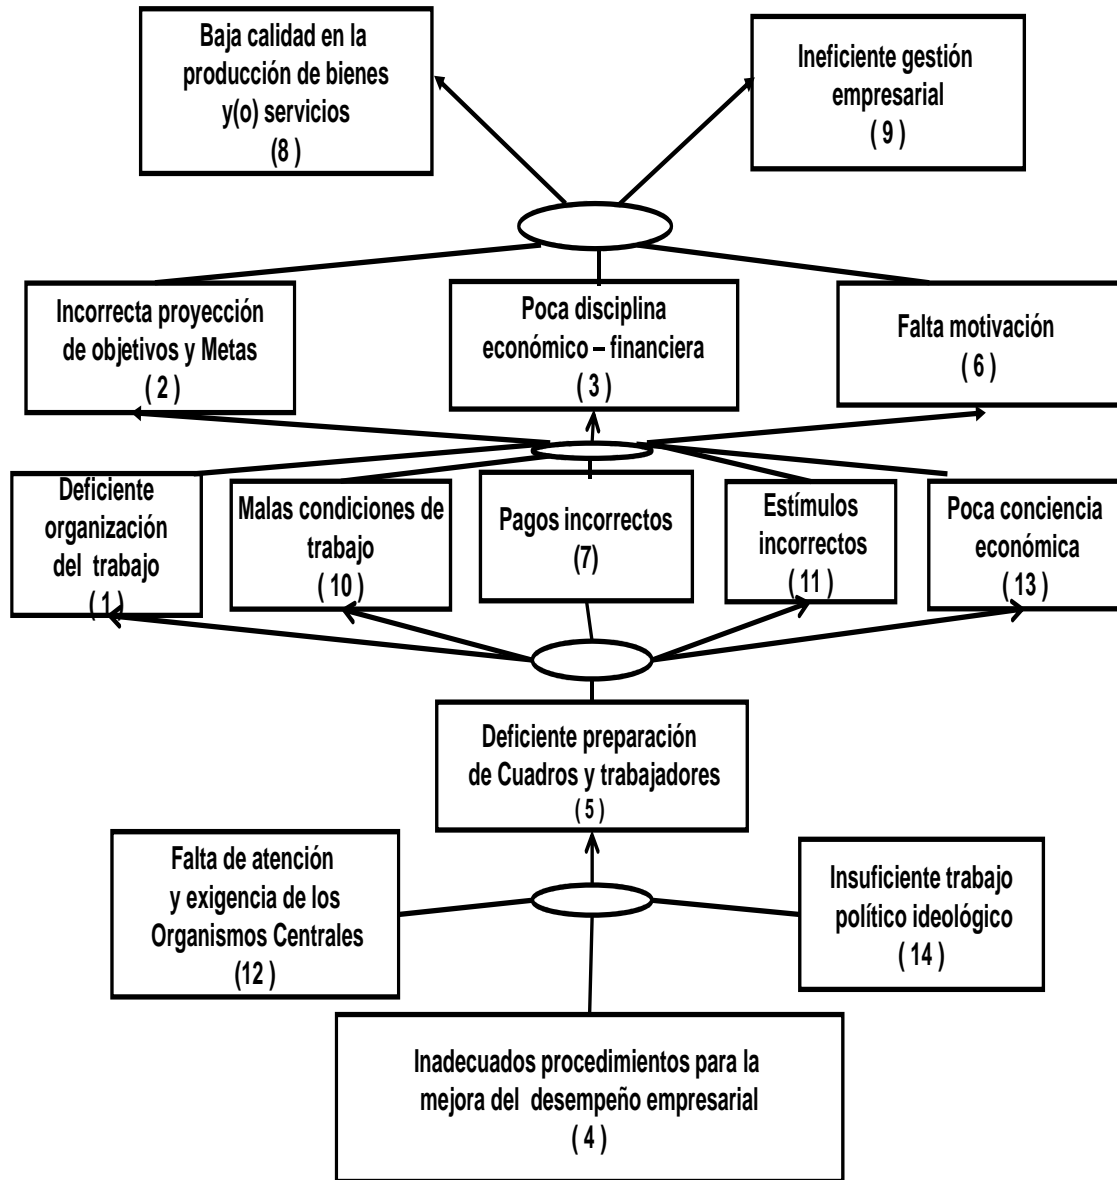 Baja calidad en la
producción de bienes
y(o) servicios
(8 )
Ineficiente gestión
empresarial
( 9 )
Incorrecta proyección
de objetivos y Metas
( 2 )
Poca disciplina
económico – financiera
( 3 )
Falta motivación
( 6 )
Deficiente
organización
del trabajo
( 1 )
Malas condiciones de
trabajo
( 10 )
Pagos incorrectos
(7)
Estímulos
incorrectos
( 11 )
Poca conciencia
económica
( 13 )
Deficiente preparación
de Cuadros y trabajadores
( 5 )
Falta de atención
y exigencia de los
Organismos Centrales
(12 )
Insuficiente trabajo
político ideológico
( 14 )
Inadecuados procedimientos para la
mejora del desempeño empresarial
( 4 )